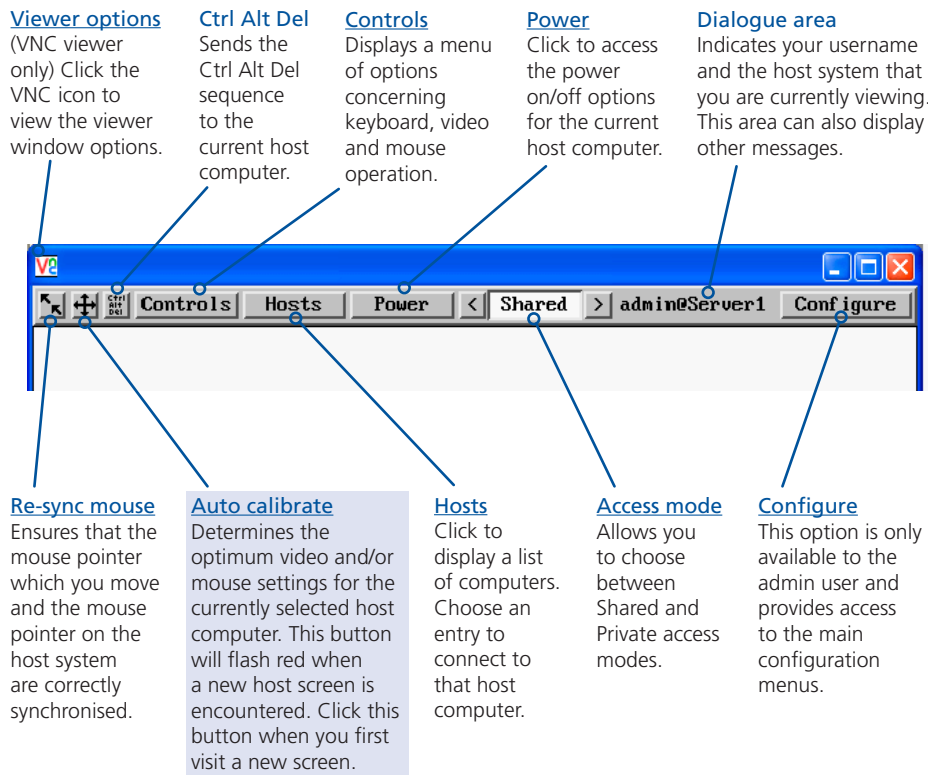 Viewer options
(VNC viewer
only) Click the
VNC icon to
view the viewer
window options.
Ctrl Alt Del
Sends the
Ctrl Alt Del
sequence
to the
current host
computer.
Controls
Displays a menu
of options
concerning
keyboard, video
and mouse
operation.
Power
Click to access
the power
on/off options
for the current
host computer.
Dialogue area
Indicates your username
and the host system that
you are currently viewing.
This area can also display
other messages.
Ctrl
Alt
Del
Controls
Hosts
Power
<
Shared
>
admin@Server1
Configure
Re-sync mouse
Ensures that the
mouse pointer
which you move
and the mouse
pointer on the
host system
are correctly
synchronised.
Auto calibrate
Determines the
optimum video and/or
mouse settings for the
currently selected host
computer. This button
will flash red when
a new host screen is
encountered. Click this
button when you first
visit a new screen.
Hosts
Click to
display a list
of computers.
Choose an
entry to
connect to
that host
computer.
Access mode
Allows you
to choose
between
Shared and
Private access
modes.
Configure
This option is only
available to the
admin user and
provides access
to the main
configuration
menus.